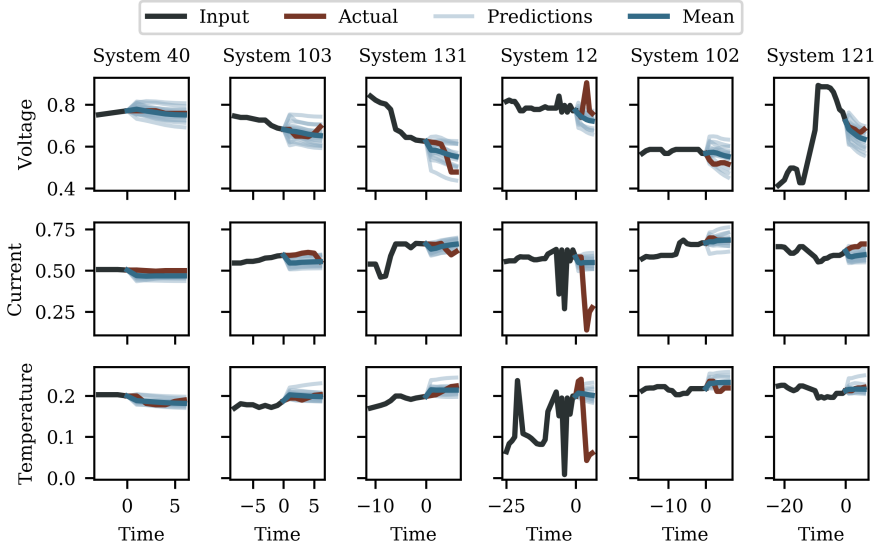 Input Actual Predictions Mean
System 40 System 103 System 131 System 12 System 102 System 121
Voltage
0.8
0.6
0.4
Current
0.75
0.50
0.25
Temperature
0.2
0.1
0.0
0 5 −5 0 5 −10 0 −25 0 −10 0 −20 0
Time Time Time Time Time Time